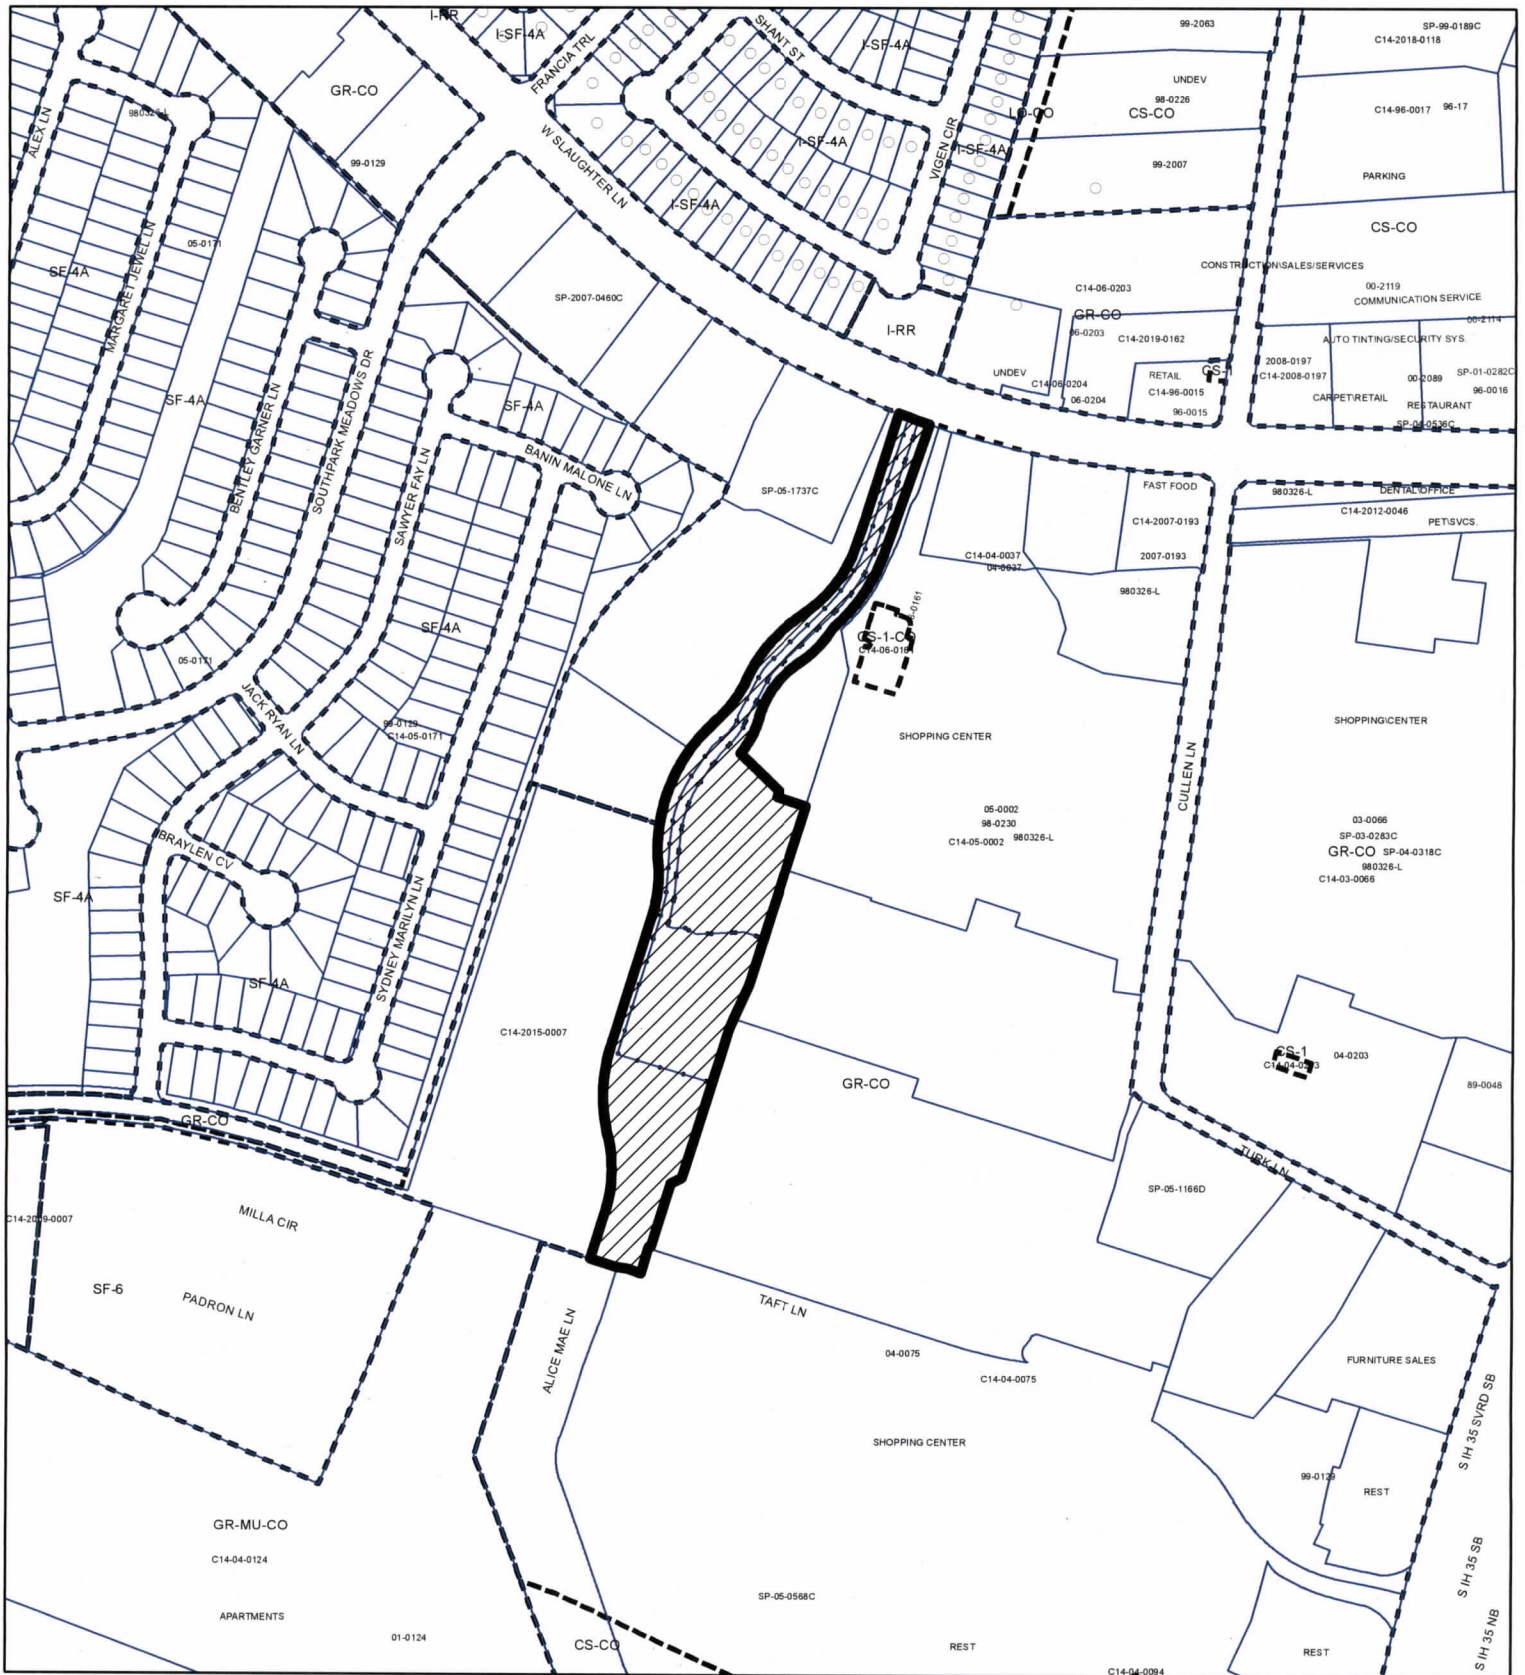 I-RR
I-SF-4A
SHANT ST
I-SF-4A
99-2063
SP-99-0189C
C14-2018-0118
FRANCIA TRL
UNDEV
98-0226
GR-CO
LO-CO
CS-CO
C14-96-0017
96-17
ALEX LN
W SLAUGHTER LN
I-SF-4A
VIGEN CIR
I-SF-4A
99-0129
99-2007
PARKING
I-SF-4A
CS-CO
05-0171
SF-4A
MARGARET JEWEL LN
CONSTRUCTION\SALES/SERVICES
SP-2007-0460C
C14-06-0203
00-2119
COMMUNICATION SERVICE
GR-CO
00-2114
I-RR
06-0203
C14-2019-0162
AUTO TINTING/SECURITY SYS.
2008-0197
UNDEV
C14-06-0204
RETAIL
CS-1
C14-2008-0197
00-2089
SP-01-0282C
C14-96-0015
96-0016
06-0204
CARPET\RETAIL
RESTAURANT
96-0015
SP-04-0536C
SF-4A
BENTLEY GARNER LN
SOUTHPARK MEADOWS DR
SF-4A
BANIN MALONE LN
SAWYER FAY LN
SP-05-1737C
FAST FOOD
980326-L
DENTAL\OFFICE
C14-2012-0046
C14-2007-0193
PET\SVCS.
C14-04-0037
2007-0193
04-0037
980326-L
SF-4A
CS-1-CO
05-0171
JACK RYAN LN
99-0129
C14-05-0171
SHOPPING CENTER
SHOPPING\CENTER
CULLEN LN
05-0002
98-0230
C14-05-0002
980326-L
03-0066
SP-03-0283C
GR-CO
SP-04-0318C
980326-L
C14-03-0066
BRAYLEN CV
SF-4A
SYDNEY MARILYN LN
SF-4A
C14-2015-0007
GR-CO
CS-1
04-0203
89-0048
GR-CO
TURK LN
SP-05-1166D
MILLA CIR
SF-6
PADRON LN
TAFT LN
ALICE MAE LN
04-0075
C14-04-0075
FURNITURE SALES
S IH 35 SVRD SB
SHOPPING CENTER
99-0129
REST
GR-MU-CO
C14-04-0124
S IH 35 SB
SP-05-0568C
APARTMENTS
01-0124
CS-CO
REST
REST
S IH 35 NB
C14-04-0094